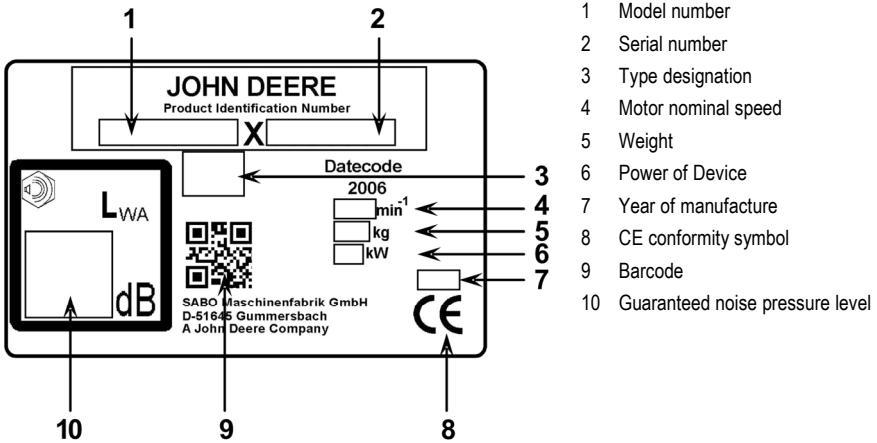 1 2
JOHN DEERE
Product Identification Number
X
Datecode
2006
min-1
kg
kW
LWA
dB
SABO Maschinenfabrik GmbH
D-51645 Gummersbach
A John Deere Company
CE
3
4
5
6
7
10 9 8
1 Model number
2 Serial number
3 Type designation
4 Motor nominal speed
5 Weight
6 Power of Device
7 Year of manufacture
8 CE conformity symbol
9 Barcode
10 Guaranteed noise pressure level